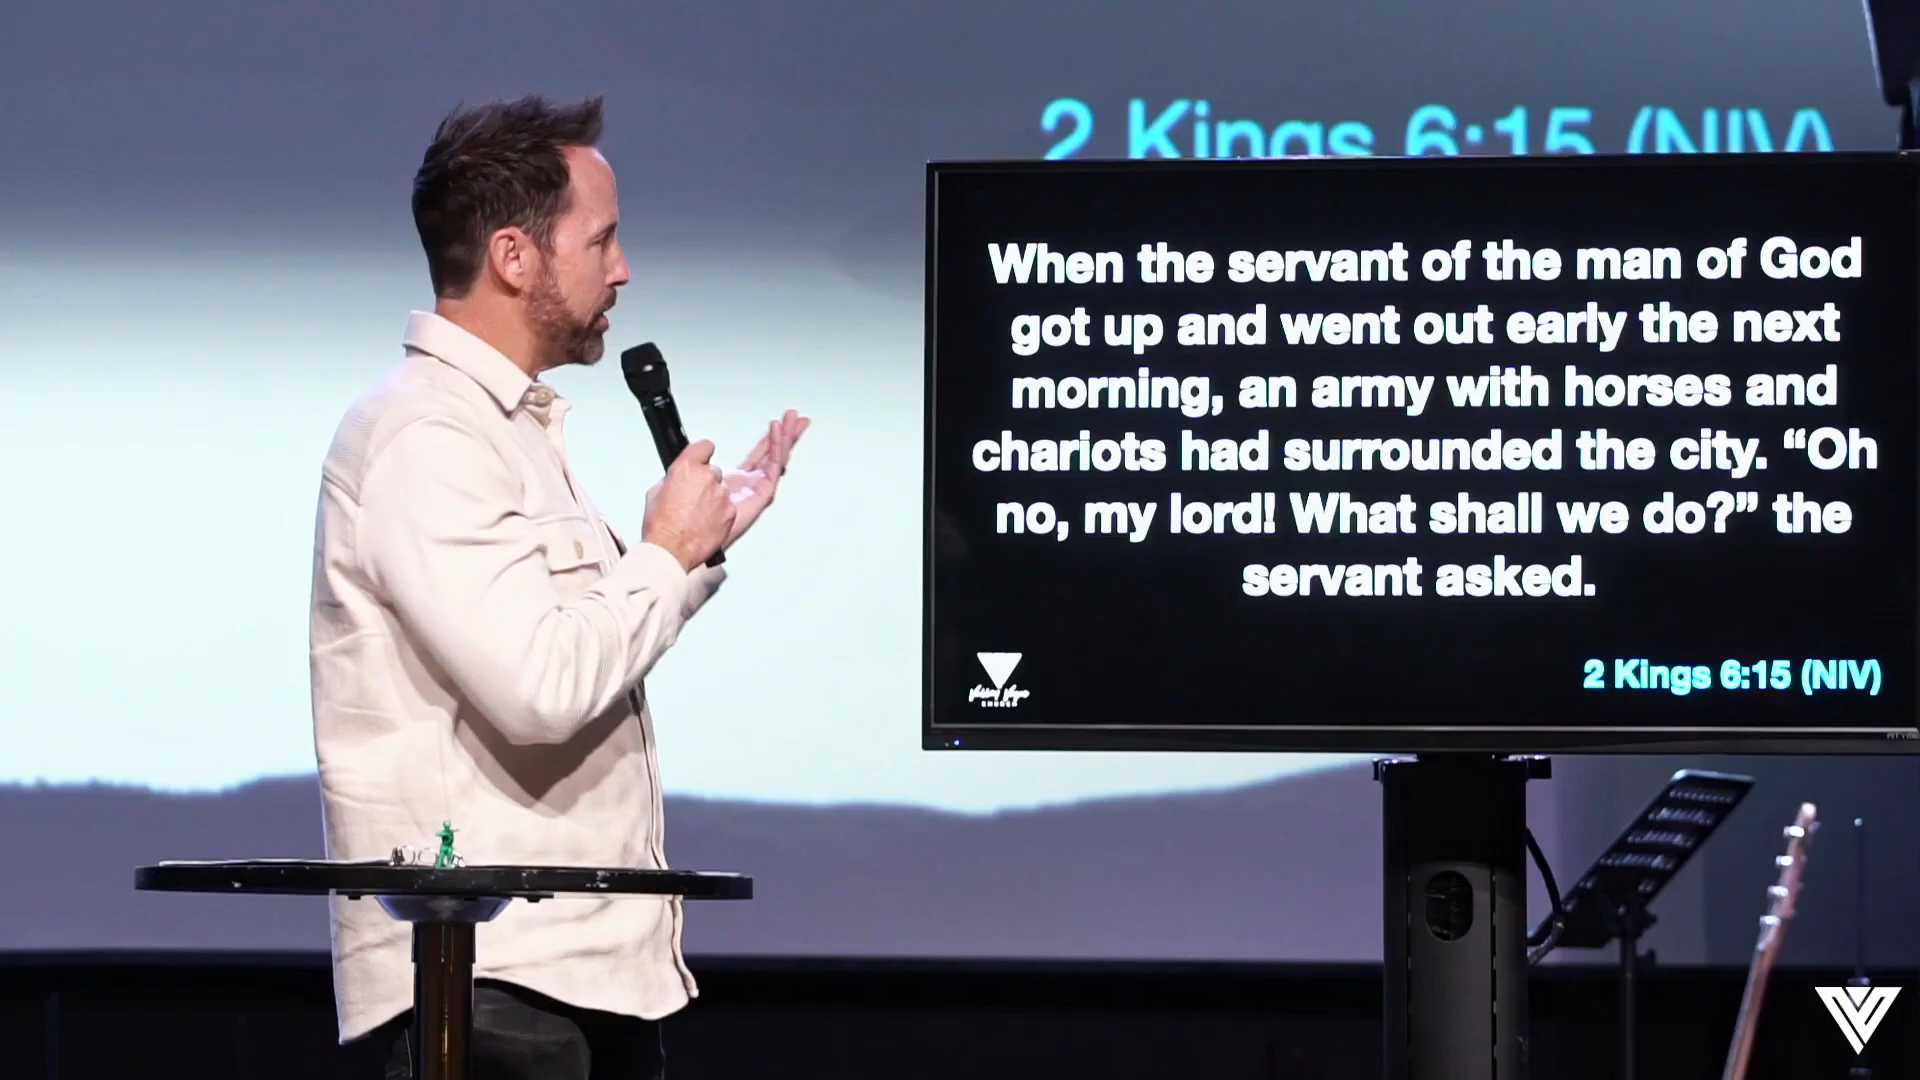 2 Kings 6:15 (NIV)
When the servant of the man of God
got up and went out early the next
morning, an army with horses and
chariots had surrounded the city. “Oh
no, my lord! What shall we do?” the
servant asked.
2 Kings 6:15 (NIV)
CHURCH